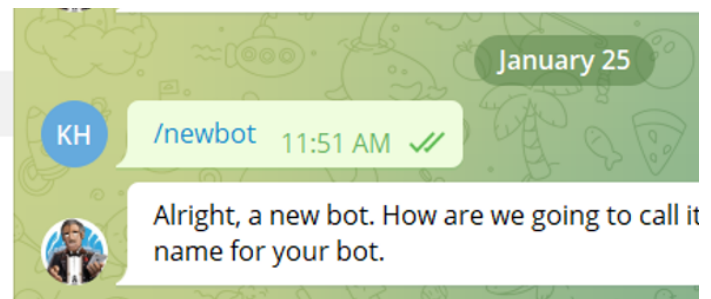 January 25
KH
/newbot 11:51 AM
Alright, a new bot. How are we going to call it
name for your bot.